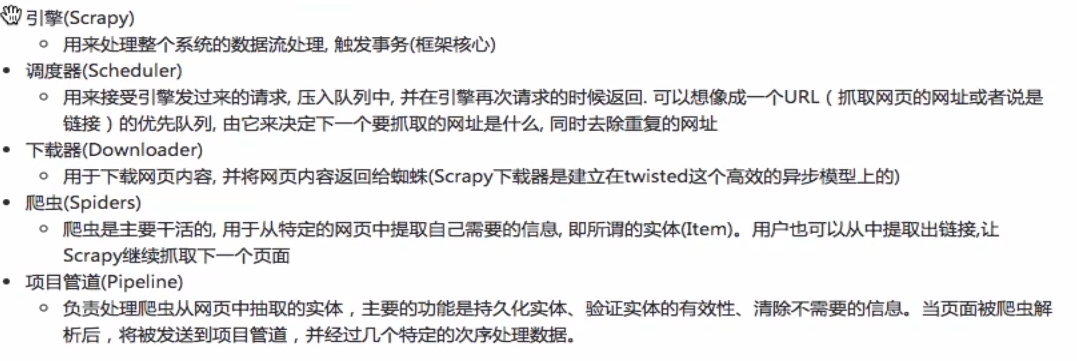 引擎(Scrapy)
用来处理整个系统的数据流处理, 触发事务(框架核心)
调度器(Scheduler)
用来接受引擎发过来的请求, 压入队列中, 并在引擎再次请求的时候返回. 可以想像成一个URL（抓取网页的网址或者说是
链接）的优先队列, 由它来决定下一个要抓取的网址是什么, 同时去除重复的网址
下载器(Downloader)
用于下载网页内容, 并将网页内容返回给蜘蛛(Scrapy下载器是建立在twisted这个高效的异步模型上的)
爬虫(Spiders)
爬虫是主要干活的, 用于从特定的网页中提取自己需要的信息, 即所谓的实体(Item)。用户也可以从中提取出链接,让
Scrapy继续抓取下一个页面
项目管道(Pipeline)
负责处理爬虫从网页中抽取的实体，主要的功能是持久化实体、验证实体的有效性、清除不需要的信息。当页面被爬虫解
析后，将被发送到项目管道，并经过几个特定的次序处理数据。